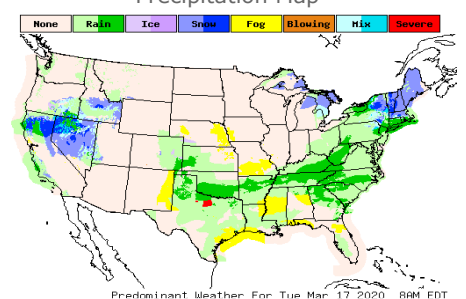 Precipitation Map
None Rain Ice Snow Fog Blowing Mix Severe
Predominant Weather For Tue Mar 17 2020 8AM EDT